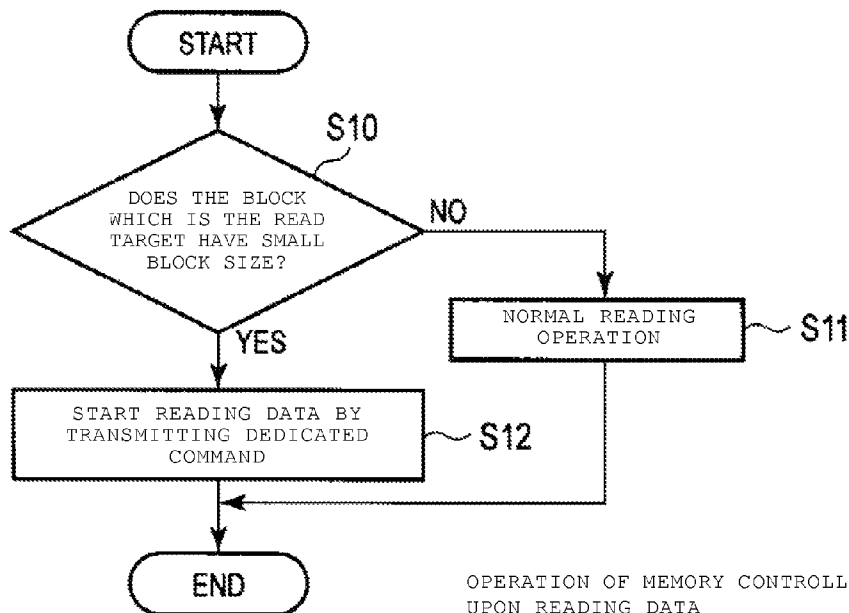 START
S10
DOES THE BLOCK
WHICH IS THE READ
TARGET HAVE SMALL
BLOCK SIZE?
NO
YES
NORMAL READING
OPERATION
S11
START READING DATA BY
TRANSMITTING DEDICATED
COMMAND
S12
END
OPERATION OF MEMORY CONTROLL
UPON READING DATA